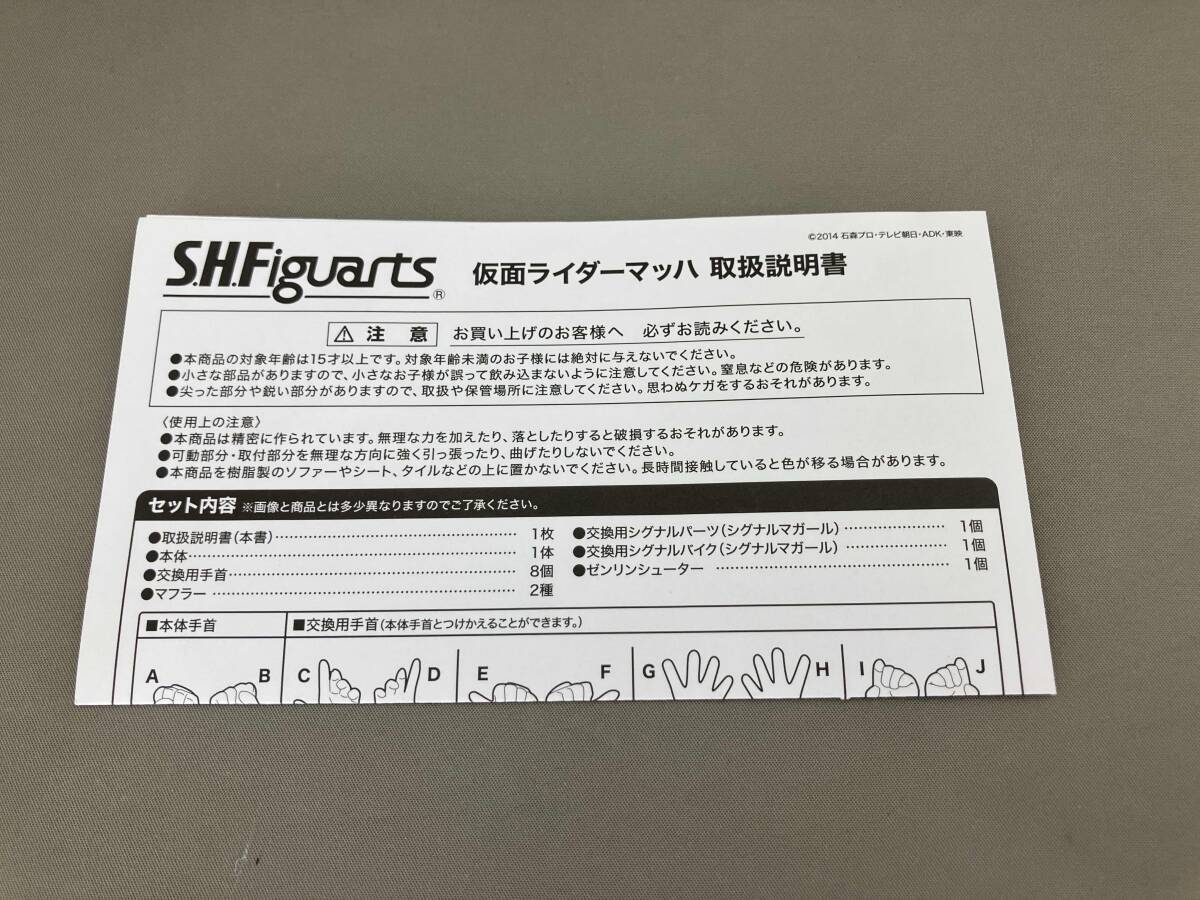 ©2014 石森プロ・テレビ朝日・ADK・東映
S.H.Figuarts® 仮面ライダーマッハ 取扱説明書
⚠ 注 意 お買い上げのお客様へ 必ずお読みください。
●本商品の対象年齢は15才以上です。対象年齢未満のお子様には絶対に与えないでください。
●小さな部品がありますので、小さなお子様が誤って飲み込まないように注意してください。窒息などの危険があります。
●尖った部分や鋭い部分がありますので、取扱や保管場所に注意してください。思わぬケガをするおそれがあります。
〈使用上の注意〉
●本商品は精密に作られています。無理な力を加えたり、落としたりすると破損するおそれがあります。
●可動部分・取付部分を無理な方向に強く引っ張ったり、曲げたりしないでください。
●本商品を樹脂製のソファーやシート、タイルなどの上に置かないでください。長時間接触していると色が移る場合があります。
セット内容 ※画像と商品とは多少異なりますのでご了承ください。
●取扱説明書(本書)…………1枚
●本体…………1体
●交換用手首…………8個
●マフラー…………2種
●交換用シグナルパーツ(シグナルマガール)…………1個
●交換用シグナルバイク(シグナルマガール)…………1個
●ゼンリンシューター…………1個
■本体手首
■交換用手首(本体手首とつけかえることができます。)
A B C D E F G H I J